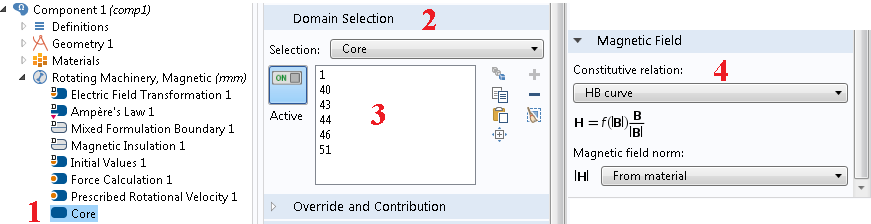 Component 1 (comp1)
Definitions
Geometry 1
Materials
Rotating Machinery, Magnetic (rmm)
Electric Field Transformation 1
Ampère's Law 1
Mixed Formulation Boundary 1
Magnetic Insulation 1
Initial Values 1
Force Calculation 1
Prescribed Rotational Velocity 1
1 Core
Domain Selection
2
Selection: Core
ON
Active
1
40
43
44
46
51
3
Override and Contribution
Magnetic Field
Constitutive relation:
4
HB curve
H = f(|B|) B/|B|
Magnetic field norm:
|H| From material